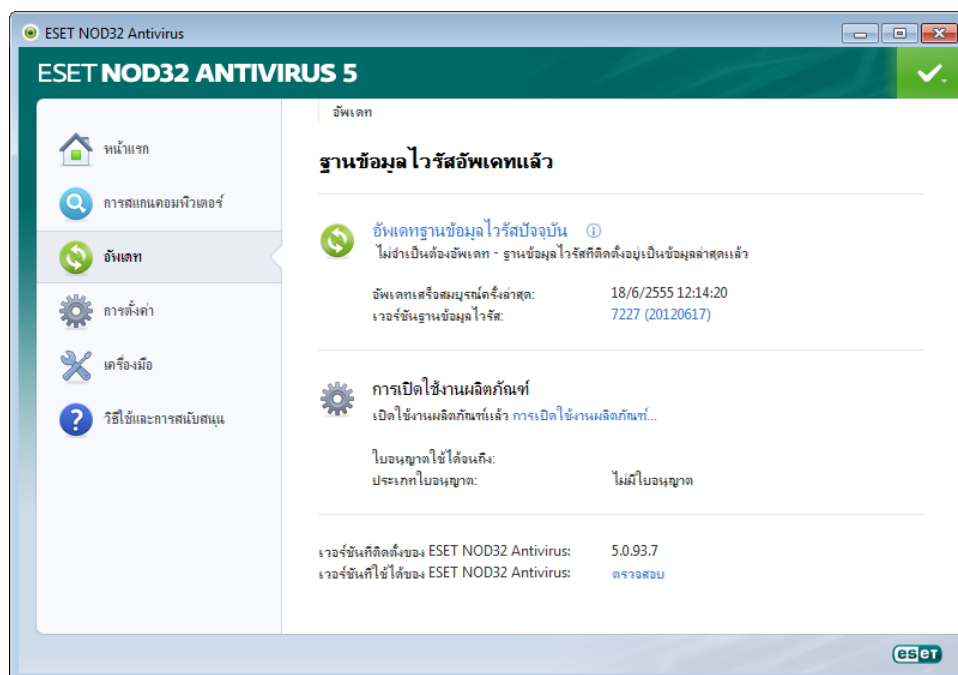 ESET NOD32 Antivirus
ESET NOD32 ANTIVIRUS 5
หน้าแรก
การสแกนคอมพิวเตอร์
อัพเดท
การตั้งค่า
เครื่องมือ
วิธีใช้และการสนับสนุน
อัพเดท
ฐานข้อมูลไวรัสอัพเดทแล้ว
อัพเดทฐานข้อมูลไวรัสปัจจุบัน
ไม่จำเป็นต้องอัพเดท - ฐานข้อมูลไวรัสที่ติดตั้งอยู่เป็นข้อมูลล่าสุดแล้ว
อัพเดทเสร็จสมบูรณ์ครั้งล่าสุด: 18/6/2555 12:14:20
เวอร์ชันฐานข้อมูลไวรัส: 7227 (20120617)
การเปิดใช้งานผลิตภัณฑ์
เปิดใช้งานผลิตภัณฑ์แล้ว การเปิดใช้งานผลิตภัณฑ์...
ใบอนุญาตใช้ได้จนถึง:
ประเภทใบอนุญาต: ไม่มีใบอนุญาต
เวอร์ชันที่ติดตั้งของ ESET NOD32 Antivirus: 5.0.93.7
เวอร์ชันที่ใช้ได้ของ ESET NOD32 Antivirus: ตรวจสอบ
eset